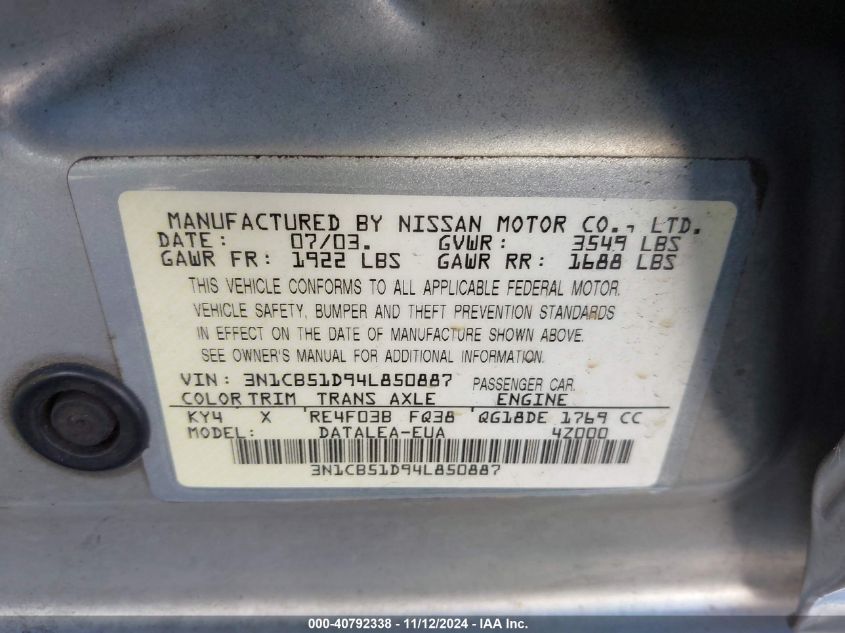 MANUFACTURED BY NISSAN MOTOR CO., LTD.
DATE: 07/03. GVWR: 3549 LBS
GAWR FR: 1922 LBS GAWR RR: 1688 LBS
THIS VEHICLE CONFORMS TO ALL APPLICABLE FEDERAL MOTOR
VEHICLE SAFETY, BUMPER AND THEFT PREVENTION STANDARDS
IN EFFECT ON THE DATE OF MANUFACTURE SHOWN ABOVE.
SEE OWNER'S MANUAL FOR ADDITIONAL INFORMATION.
VIN: 3N1CB51D94L850887 PASSENGER CAR
COLOR TRIM TRANS AXLE ENGINE
KY4 X RE4F03B FQ38 QG18DE 1769 CC
MODEL: DATALEA-EUA 4Z000
3N1CB51D94L850887
000-40792338 - 11/12/2024 - IAA Inc.